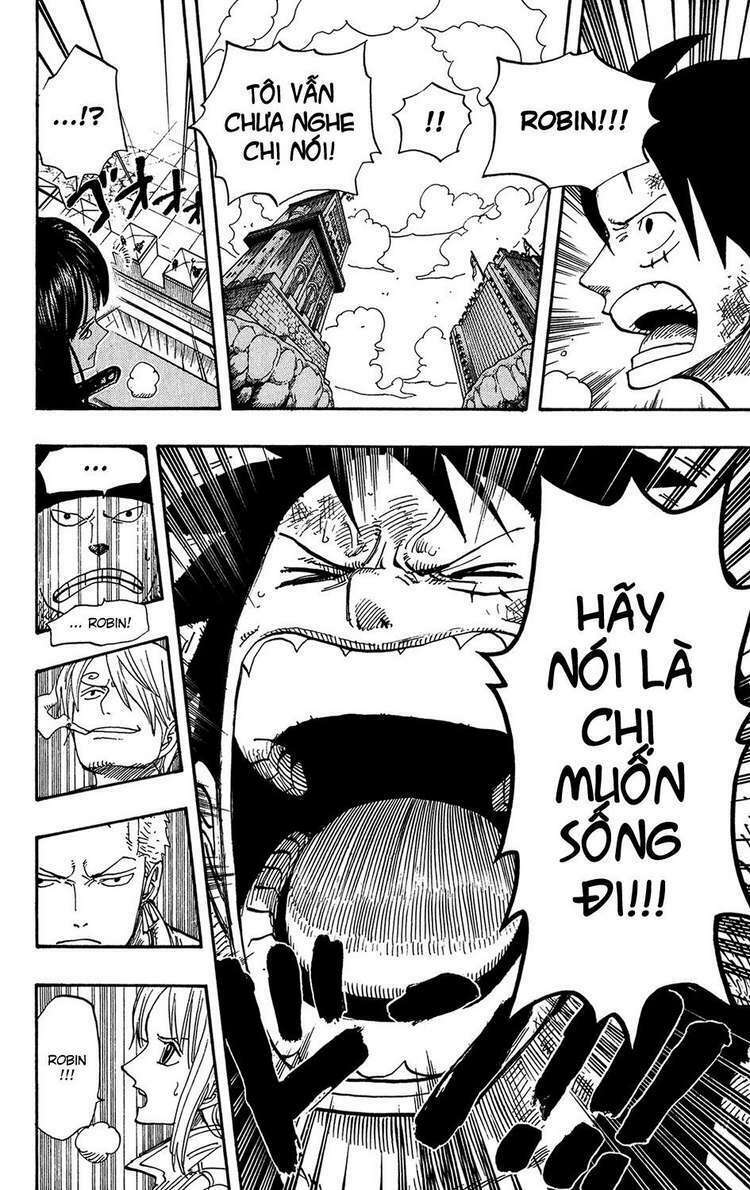 ROBIN!!!
!!
TÔI VẪN
CHƯA NGHE
CHỊ NÓI!
...!?
ゴオオオ
HÃY
NÓI LÀ
CHỊ
MUỐN
SỐNG
ĐI!!!
...
... ROBIN!
ROBIN
!!!